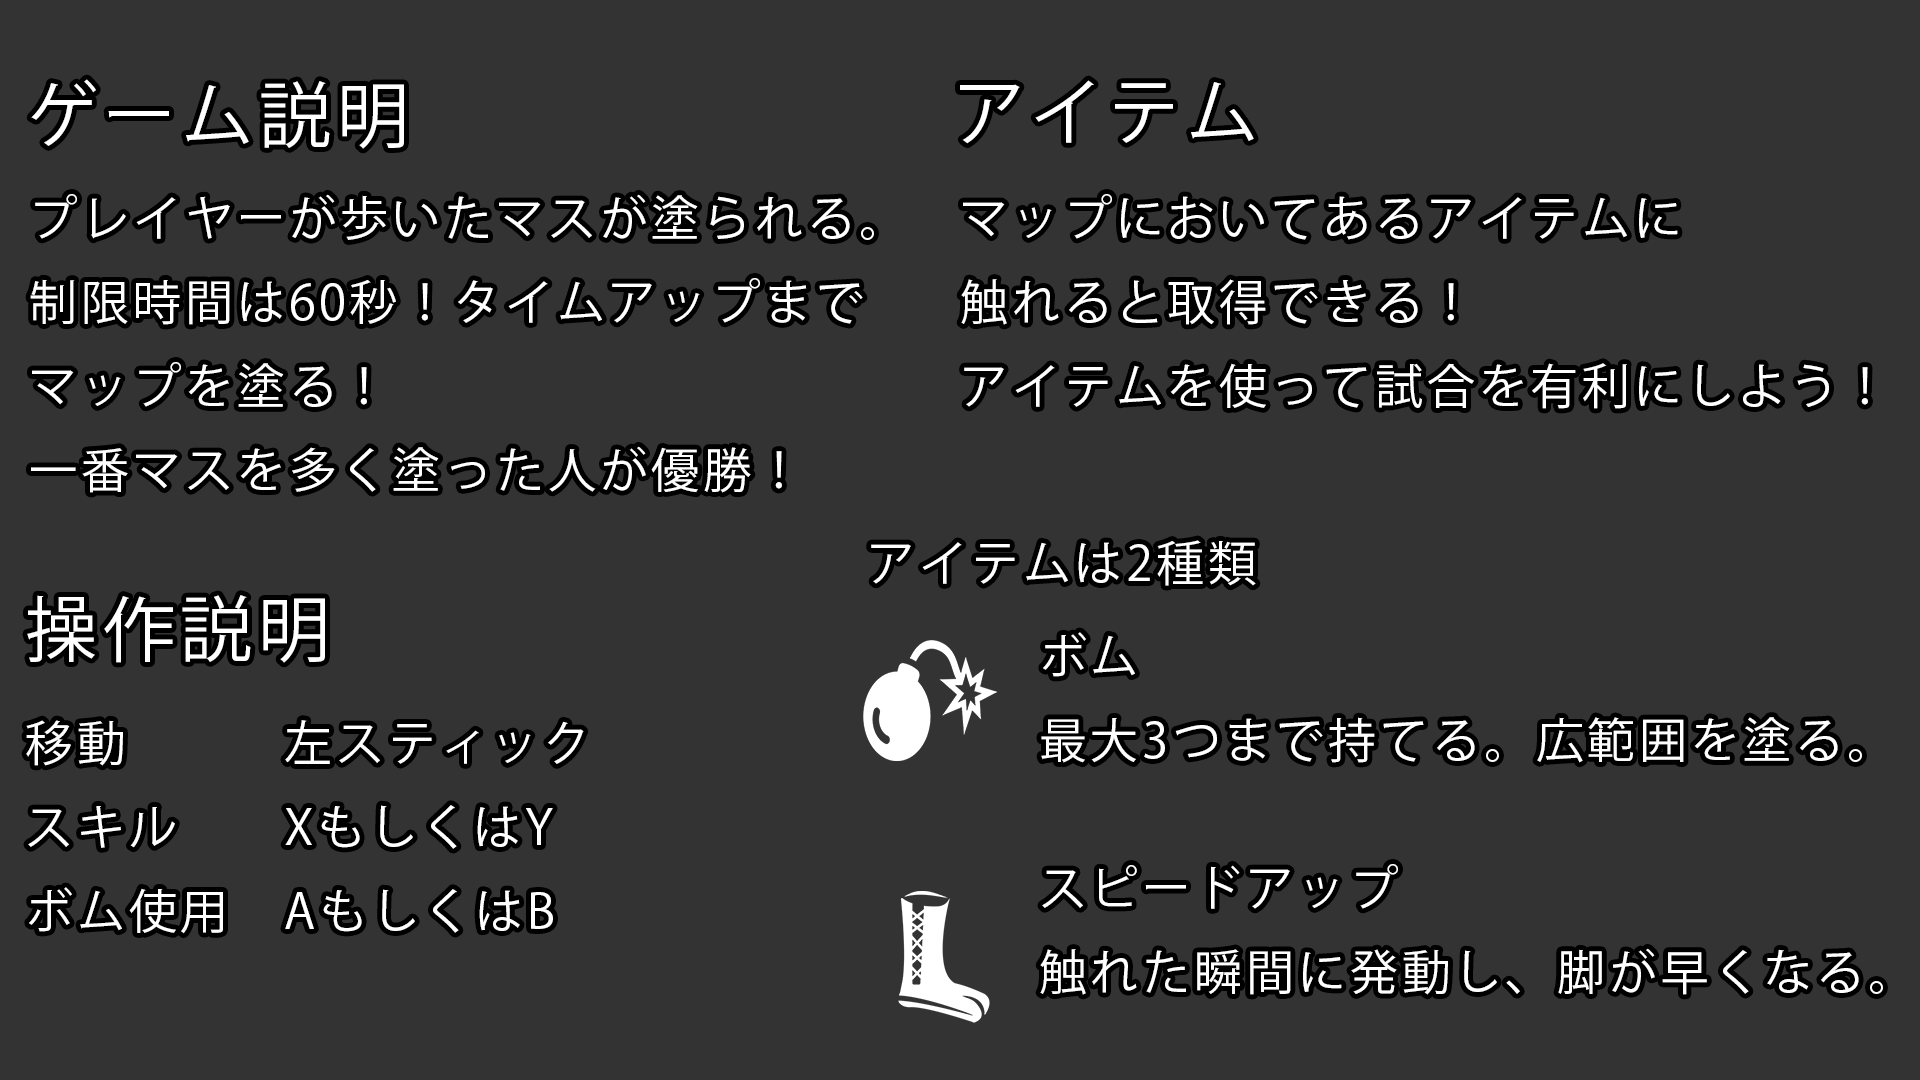 ゲーム説明
プレイヤーが歩いたマスが塗られる。
制限時間は60秒！タイムアップまで
マップを塗る！
一番マスを多く塗った人が優勝！
操作説明
移動 左スティック
スキル XもしくはY
ボム使用 AもしくはB
アイテム
マップにおいてあるアイテムに
触れると取得できる！
アイテムを使って試合を有利にしよう！
アイテムは2種類
ボム
最大3つまで持てる。広範囲を塗る。
スピードアップ
触れた瞬間に発動し、脚が早くなる。